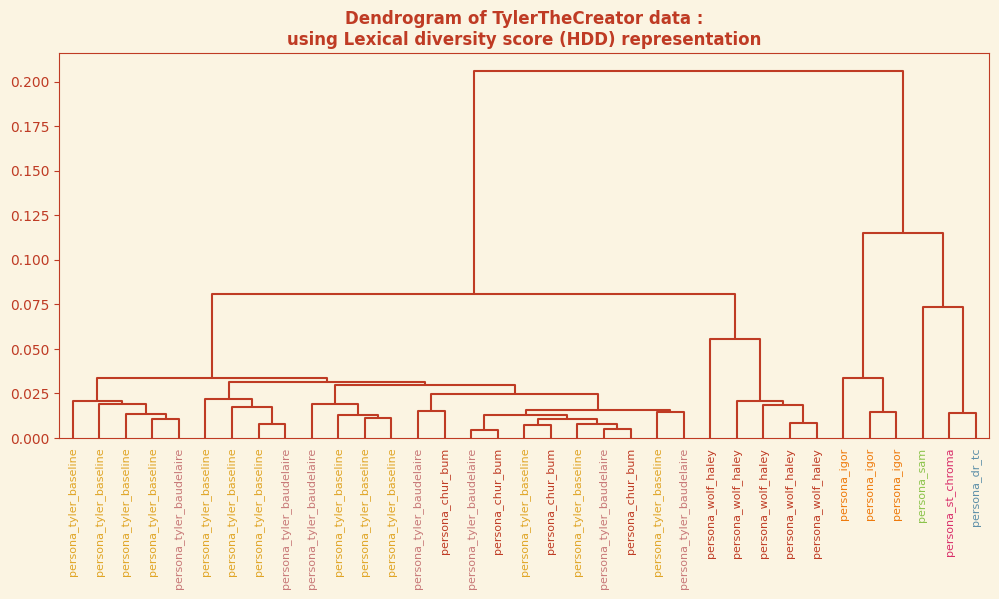 Dendrogram of TylerTheCreator data :
using Lexical diversity score (HDD) representation
0.200
0.175
0.150
0.125
0.100
0.075
0.050
0.025
0.000
persona_tyler_baseline
persona_tyler_baseline
persona_tyler_baseline
persona_tyler_baseline
persona_tyler_baudelaire
persona_tyler_baseline
persona_tyler_baseline
persona_tyler_baseline
persona_tyler_baudelaire
persona_tyler_baudelaire
persona_tyler_baseline
persona_tyler_baseline
persona_tyler_baseline
persona_tyler_baudelaire
persona_chur_bum
persona_tyler_baudelaire
persona_chur_bum
persona_tyler_baseline
persona_chur_bum
persona_tyler_baseline
persona_tyler_baudelaire
persona_chur_bum
persona_tyler_baseline
persona_tyler_baudelaire
persona_wolf_haley
persona_wolf_haley
persona_wolf_haley
persona_wolf_haley
persona_wolf_haley
persona_igor
persona_igor
persona_igor
persona_sam
persona_st_chroma
persona_dr_tc